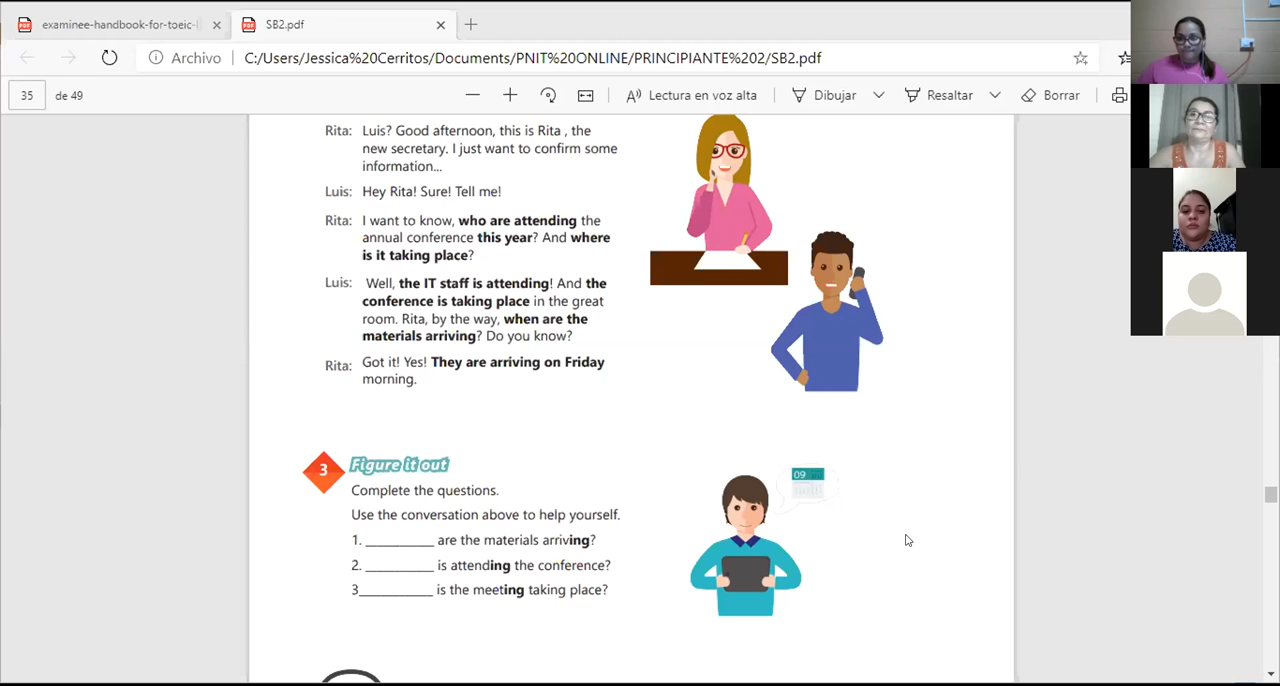 examinee-handbook-for-toeic-l
SB2.pdf
Archivo
C:/Users/Jessica%20Cerritos/Documents/PNIT%20ONLINE/PRINCIPIANTE%202/SB2.pdf
35 de 49
Lectura en voz alta
Dibujar
Resaltar
Borrar
Rita: Luis? Good afternoon, this is Rita , the
new secretary. I just want to confirm some
information...
Luis: Hey Rita! Sure! Tell me!
Rita: I want to know, who are attending the
annual conference this year? And where
is it taking place?
Luis: Well, the IT staff is attending! And the
conference is taking place in the great
room. Rita, by the way, when are the
materials arriving? Do you know?
Rita: Got it! Yes! They are arriving on Friday
morning.
3 Figure it out
Complete the questions.
Use the conversation above to help yourself.
1. __________ are the materials arriving?
2. __________ is attending the conference?
3___________ is the meeting taking place?
09